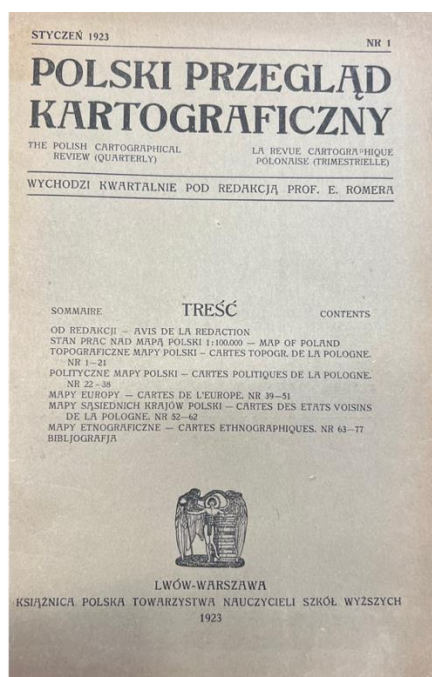 STYCZEŃ 1923
NR 1
POLSKI PRZEGLĄD
KARTOGRAFICZNY
THE POLISH CARTOGRAPHICAL
REVIEW (QUARTERLY)
LA REVUE CARTOGRAPHIQUE
POLONAISE (TRIMESTRIELLE)
WYCHODZI KWARTALNIE POD REDAKCJĄ PROF. E. ROMERA
SOMMAIRE TREŚĆ CONTENTS
OD REDAKCJI – AVIS DE LA REDACTION
STAN PRAC NAD MAPĄ POLSKI 1:100.000 — MAP OF POLAND
TOPOGRAFICZNE MAPY POLSKI – CARTES TOPOGR. DE LA POLOGNE.
NR 1—21
POLITYCZNE MAPY POLSKI – CARTES POLITIQUES DE LA POLOGNE.
NR 22–38
MAPY EUROPY — CARTES DE L'EUROPE. NR 39—51
MAPY SĄSIEDNICH KRAJÓW POLSKI – CARTES DES ETATS VOISINS
DE LA POLOGNE. NR 52—62
MAPY ETNOGRAFICZNE — CARTES ETHNOGRAPHIQUES. NR 63—77
BIBLJOGRAFJA
LWÓW-WARSZAWA
KSIĄŻNICA POLSKA TOWARZYSTWA NAUCZYCIELI SZKÓŁ WYŻSZYCH
1923